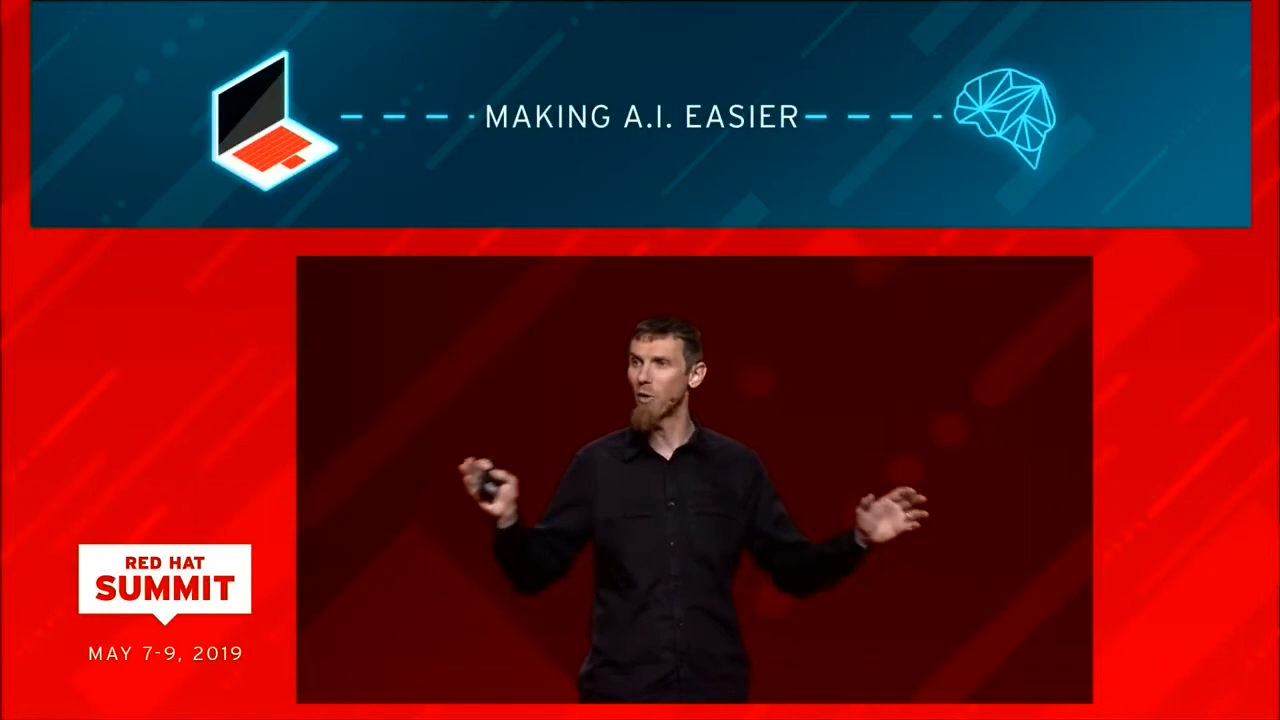 MAKING A.I. EASIER
RED HAT
SUMMIT
MAY 7-9, 2019